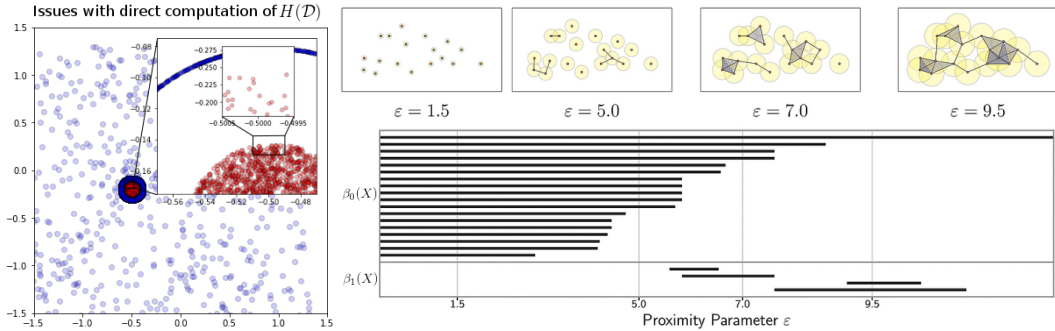 Issues with direct computation of H(𝒟)
1.5
1.0
0.5
0.0
−0.5
−1.0
−1.5
−1.5 −1.0 −0.5 0.0 0.5 1.0 1.5
−0.08
−0.10
−0.12
−0.14
−0.16
−0.56 −0.54 −0.52 −0.50 −0.48
−0.275
−0.250
−0.225
−0.200
−0.5005 −0.5000 −0.4995
ε = 1.5 ε = 5.0 ε = 7.0 ε = 9.5
β₀(X)
β₁(X)
1.5 5.0 7.0 9.5
Proximity Parameter ε